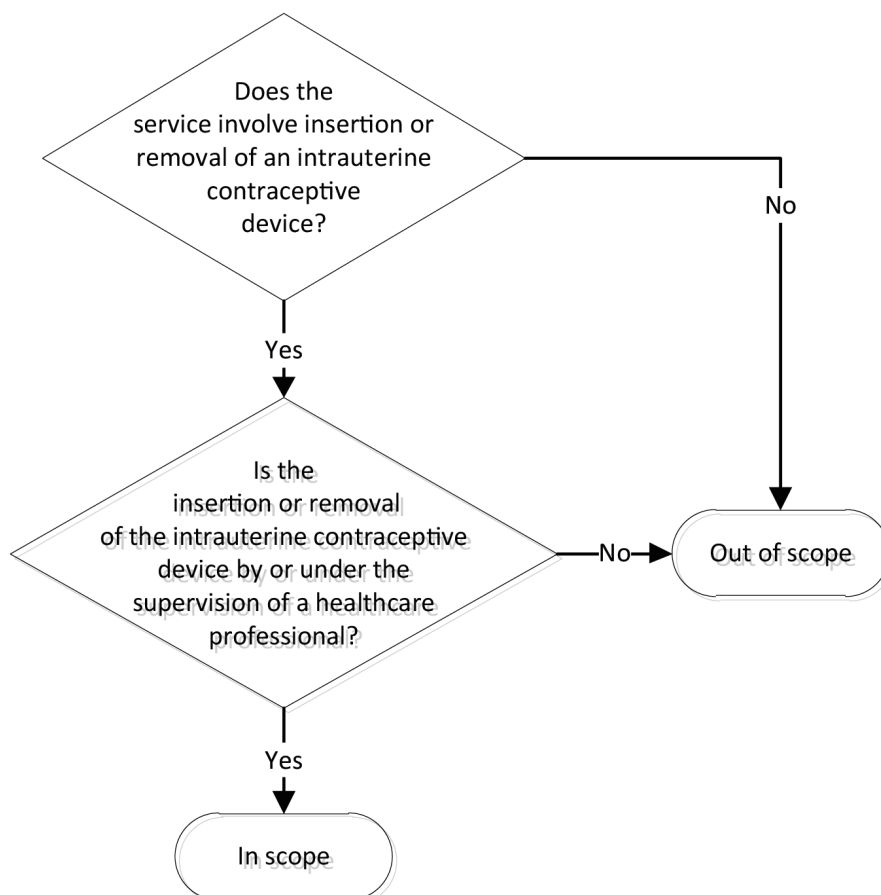 Does the
service involve insertion or
removal of an intrauterine
contraceptive
device?
No
Yes
Is the
insertion or removal
of the intrauterine contraceptive
device by or under the
supervision of a healthcare
professional?
No
Out of scope
Yes
In scope